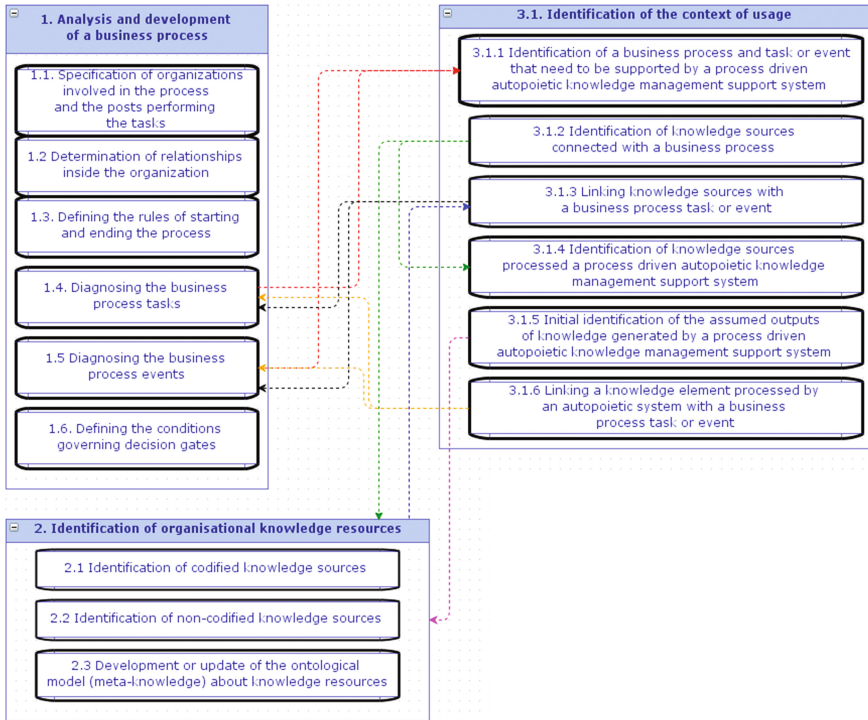 1. Analysis and development
of a business process
1.1. Specification of organizations
involved in the process
and the posts performing
the tasks
1.2 Determination of relationships
inside the organization
1.3. Defining the rules of starting
and ending the process
1.4. Diagnosing the business
process tasks
1.5 Diagnosing the business
process events
1.6. Defining the conditions
governing decision gates
3.1. Identification of the context of usage
3.1.1 Identification of a business process and task or event
that need to be supported by a process driven
autopoietic knowledge management support system
3.1.2 Identification of knowledge sources
connected with a business process
3.1.3 Linking knowledge sources with
a business process task or event
3.1.4 Identification of knowledge sources
processed a process driven autopoietic knowledge
management support system
3.1.5 Initial identification of the assumed outputs
of knowledge generated by a process driven
autopoietic knowledge management support system
3.1.6 Linking a knowledge element processed by
an autopoietic system with a business
process task or event
2. Identification of organisational knowledge resources
2.1 Identification of codified knowledge sources
2.2 Identification of non-codified knowledge sources
2.3 Development or update of the ontological
model (meta-knowledge) about knowledge resources